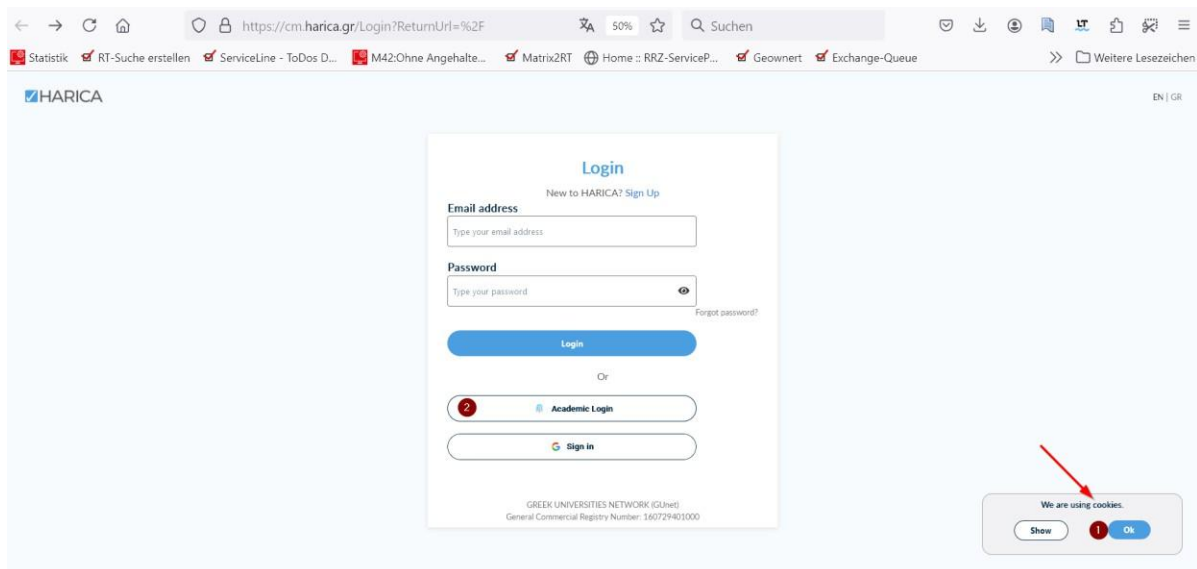 https://cm.harica.gr/Login?ReturnUrl=%2F 50% Suchen
Statistik RT-Suche erstellen ServiceLine - ToDos D... M42:Ohne Angehalte... Matrix2RT Home :: RRZ-ServiceP... Geownert Exchange-Queue Weitere Lesezeichen
HARICA EN | GR
Login
New to HARICA? Sign Up
Email address
Type your email address
Password
Type your password
Forgot password?
Login
Or
2 Academic Login
G Sign in
GREEK UNIVERSITIES NETWORK (GUnet)
General Commercial Registry Number: 160729401000
We are using cookies.
Show 1 Ok